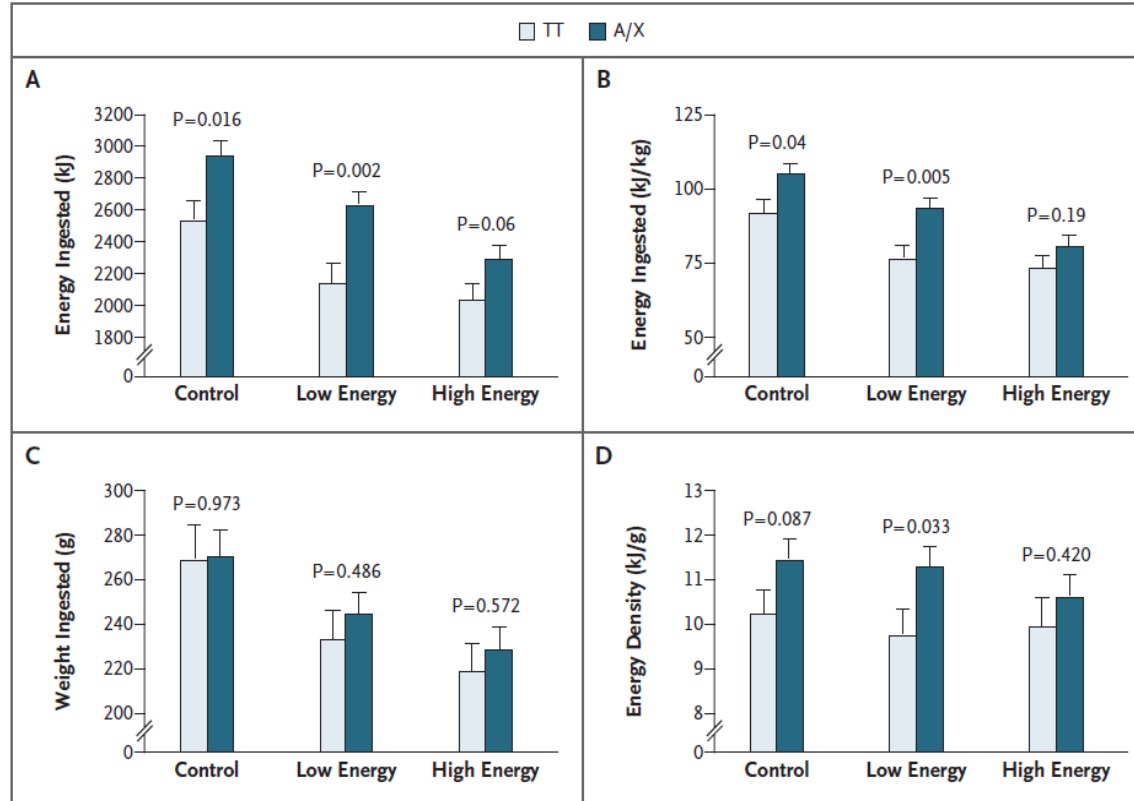 TT A/X
A
Energy Ingested (kJ)
3200
3000
2800
2600
2400
2200
2000
1800
0
P=0.016
P=0.002
P=0.06
Control Low Energy High Energy
B
Energy Ingested (kJ/kg)
125
100
75
50
0
P=0.04
P=0.005
P=0.19
Control Low Energy High Energy
C
Weight Ingested (g)
300
280
260
240
220
200
0
P=0.973
P=0.486
P=0.572
Control Low Energy High Energy
D
Energy Density (kJ/g)
13
12
11
10
9
8
0
P=0.087
P=0.033
P=0.420
Control Low Energy High Energy